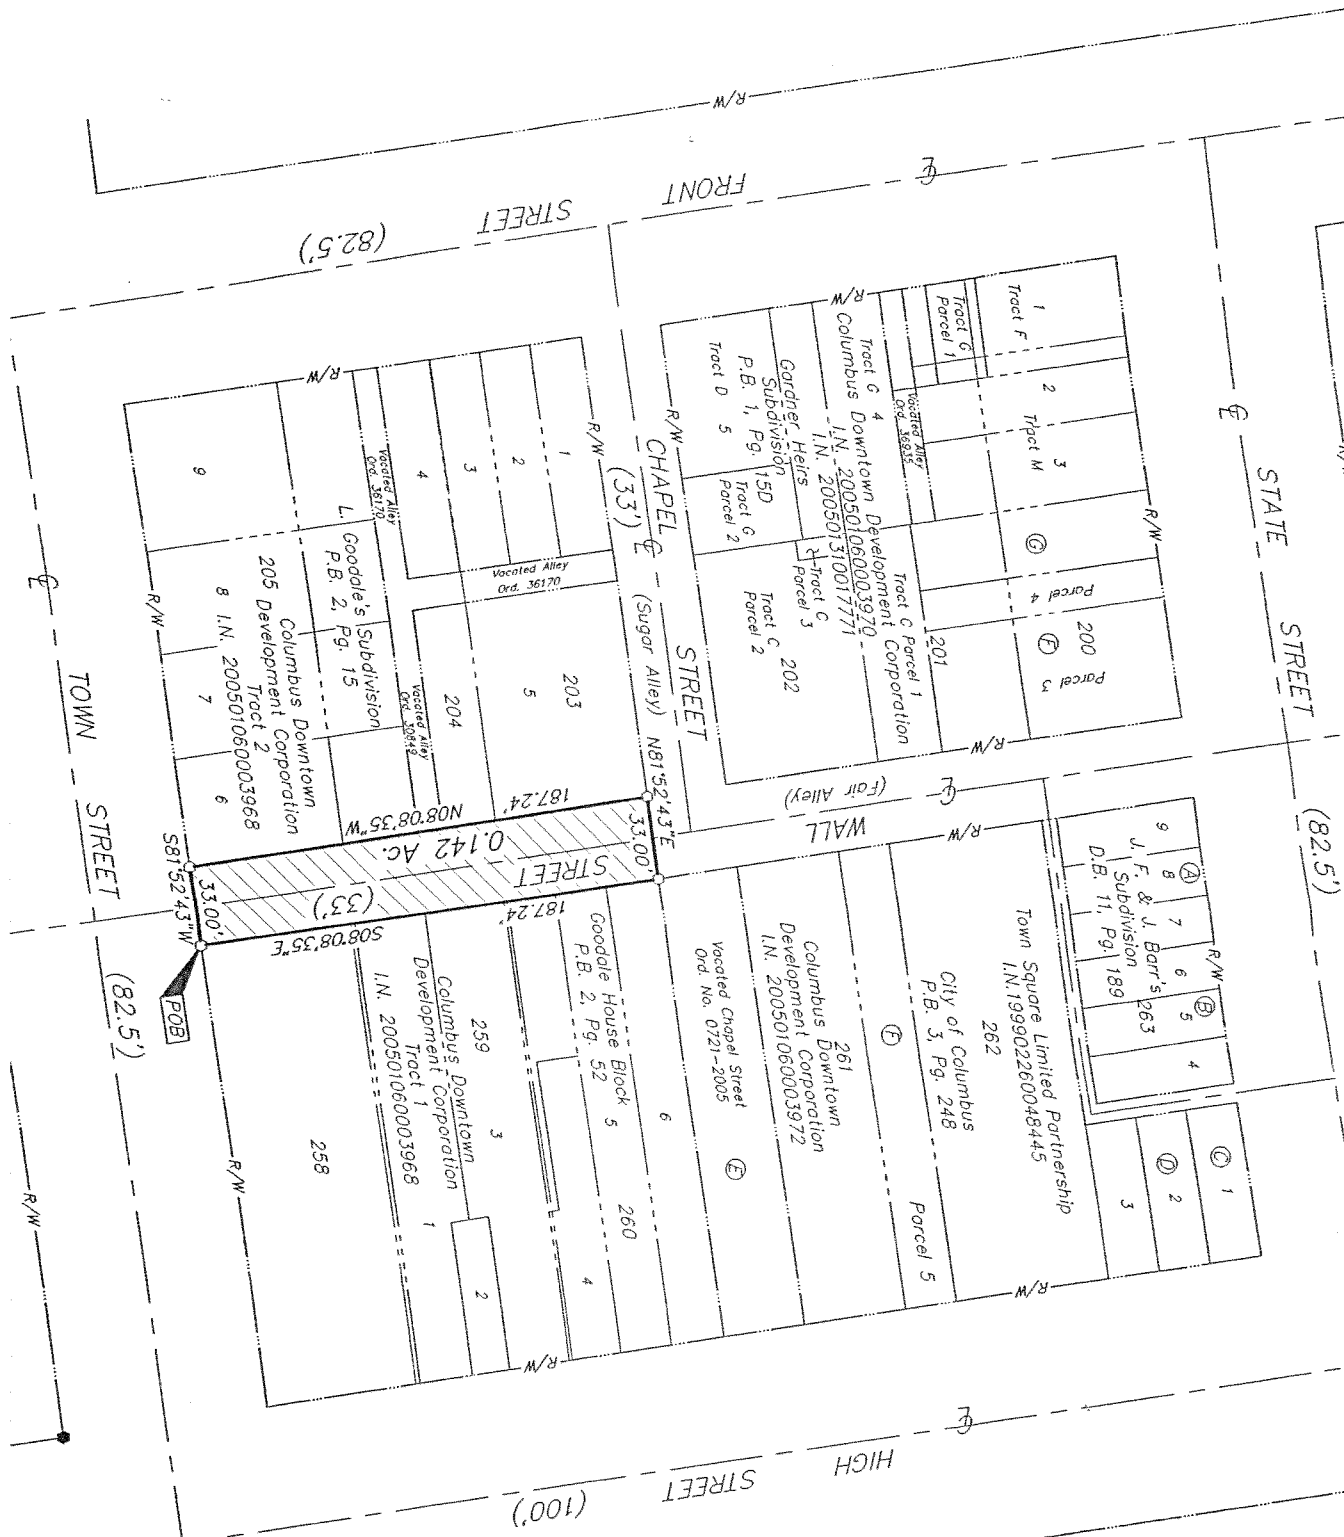 R/W
FRONT
STREET
(82.5')
℄
STATE
STREET
℄
(82.5')
1
Tract F
Tract G
Parcel 1
2
Tract M
3
R/W
Ⓖ
Parcel 4
200
Ⓕ
Parcel 3
Vacated Alley
Ord. 36935
R/W
Tract G 4
Columbus Downtown Development Corporation
I.N. 200501060003970
I.N. 200501310017771
Tract C Parcel 1
201
Gardner Heirs
Subdivision
P.B. 1, Pg. 15D
Tract D 5
Tract G
Parcel 2
Tract C
Parcel 3
Tract C
Parcel 2
202
R/W
R/W
CHAPEL ℄ STREET
(33')
(Sugar Alley)
N81°52'43"E
33.00'
R/W
R/W
1
2
3
4
Vacated Alley
Ord. 36170
Vacated Alley
Ord. 36170
203
5
204
Vacated Alley
Ord. 30849
9
L. Goodale's Subdivision
P.B. 2, Pg. 15
Columbus Downtown
205 Development Corporation
Tract 2
8 I.N. 200501060003968
7
6
R/W
℄
TOWN
STREET
(82.5')
S81°52'43"W
33.00'
POB
N08°08'35"W
187.24'
0.142 Ac.
STREET
(33')
S08°08'35"E
187.24'
WALL
(Fair Alley)
℄
R/W
9
Ⓐ
8
7
6
R/W
Ⓑ
5
4
J. F. & J. Barr's
Subdivision
D.B. 11, Pg. 189
263
Ⓒ
1
Ⓓ
2
3
Town Square Limited Partnership
I.N.199902260048445
262
City of Columbus
P.B. 3, Pg. 248
Ⓕ
Parcel 5
R/W
261
Columbus Downtown
Development Corporation
I.N. 200501060003972
Vacated Chapel Street
Ord. No. 0721-2005
Ⓔ
6
Goodale House Block
P.B. 2, Pg. 52
5
260
4
3
259
Columbus Downtown
Development Corporation
Tract 1
I.N. 200501060003968
1
2
R/W
258
R/W
R/W
℄
HIGH
STREET
(100')